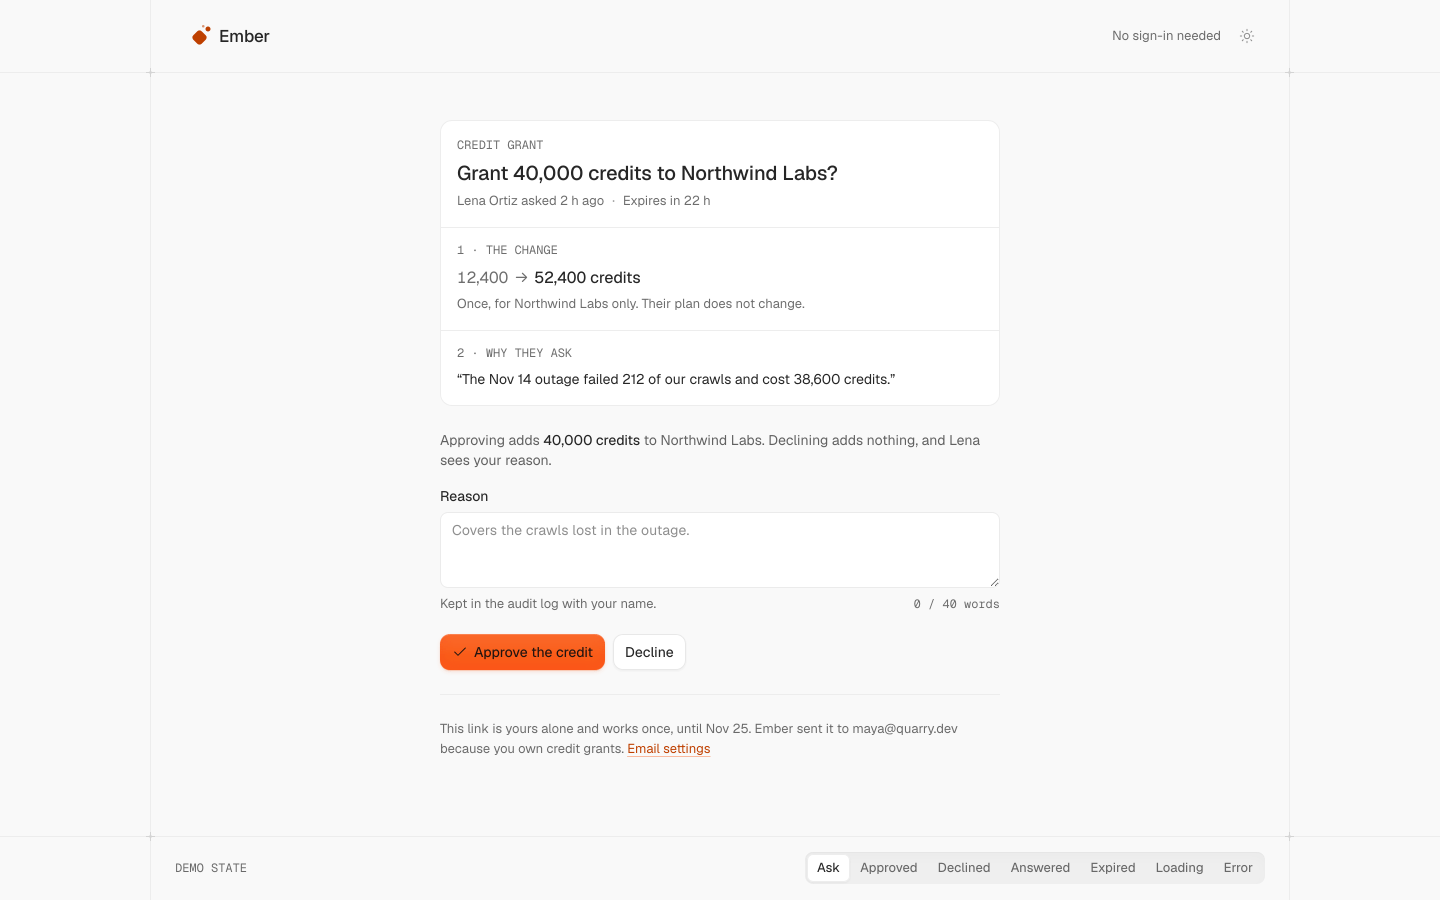 Ember
No sign-in needed
CREDIT GRANT
Grant 40,000 credits to Northwind Labs?
Lena Ortiz asked 2 h ago · Expires in 22 h
1 · THE CHANGE
12,400 → 52,400 credits
Once, for Northwind Labs only. Their plan does not change.
2 · WHY THEY ASK
“The Nov 14 outage failed 212 of our crawls and cost 38,600 credits.”
Approving adds 40,000 credits to Northwind Labs. Declining adds nothing, and Lena
sees your reason.
Reason
Covers the crawls lost in the outage.
Kept in the audit log with your name.
0 / 40 words
Approve the credit
Decline
This link is yours alone and works once, until Nov 25. Ember sent it to maya@quarry.dev
because you own credit grants. Email settings
DEMO STATE
Ask Approved Declined Answered Expired Loading Error